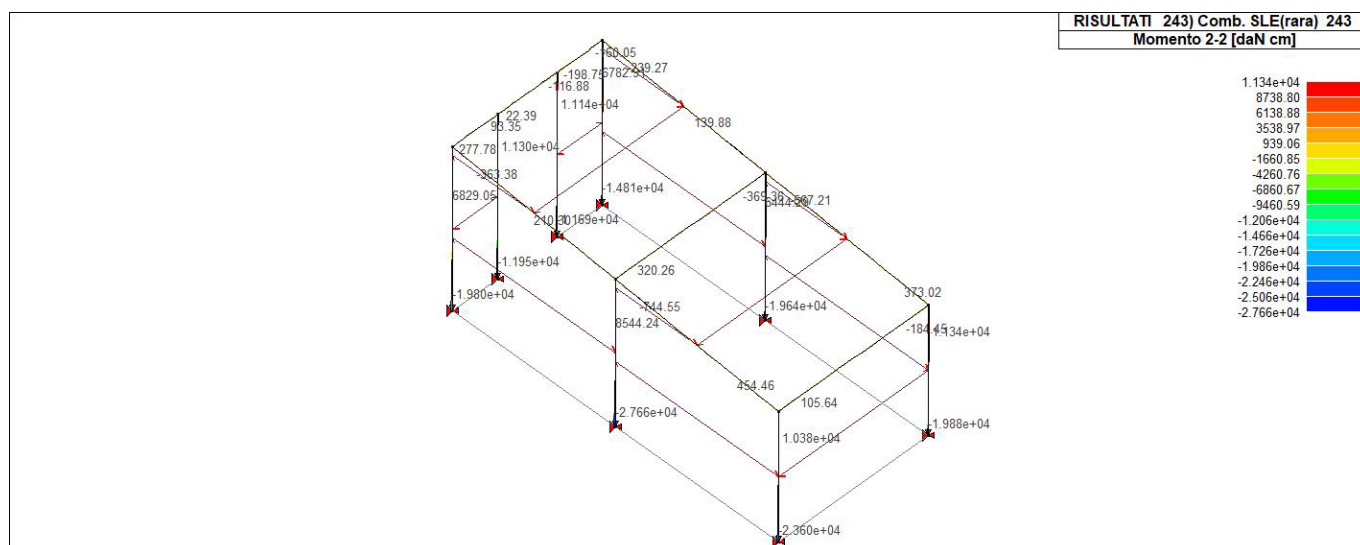 RISULTATI 243) Comb. SLE(rara) 243
Momento 2-2 [daN cm]
1.134e+04
8738.80
6138.88
3538.97
939.06
-1660.85
-4260.76
-6860.67
-9460.59
-1.206e+04
-1.466e+04
-1.726e+04
-1.986e+04
-2.246e+04
-2.506e+04
-2.766e+04
239.27
-198.75
-116.88
1.114e+04
139.88
22.39
93.35
1.130e+04
277.78
-363.38
6829.05
-1.481e+04
-369.36
-1.195e+04
-1.980e+04
320.26
-744.55
8544.24
-1.964e+04
373.02
-184.45
1.134e+04
454.46
105.64
1.038e+04
-2.766e+04
-1.988e+04
-2.360e+04